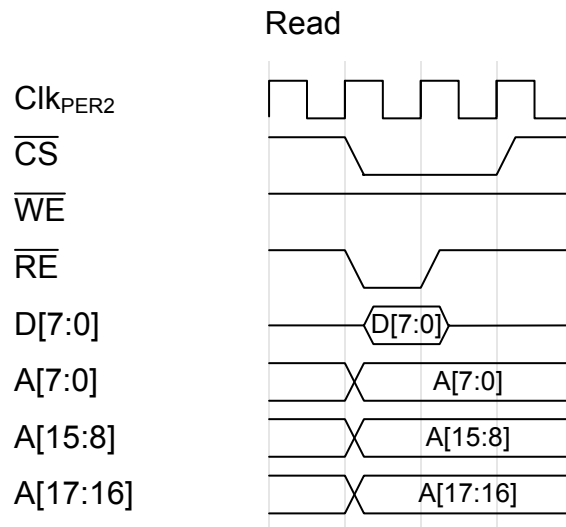 Read
ClkPER2
CS
WE
RE
D[7:0] D[7:0]
A[7:0] A[7:0]
A[15:8] A[15:8]
A[17:16] A[17:16]